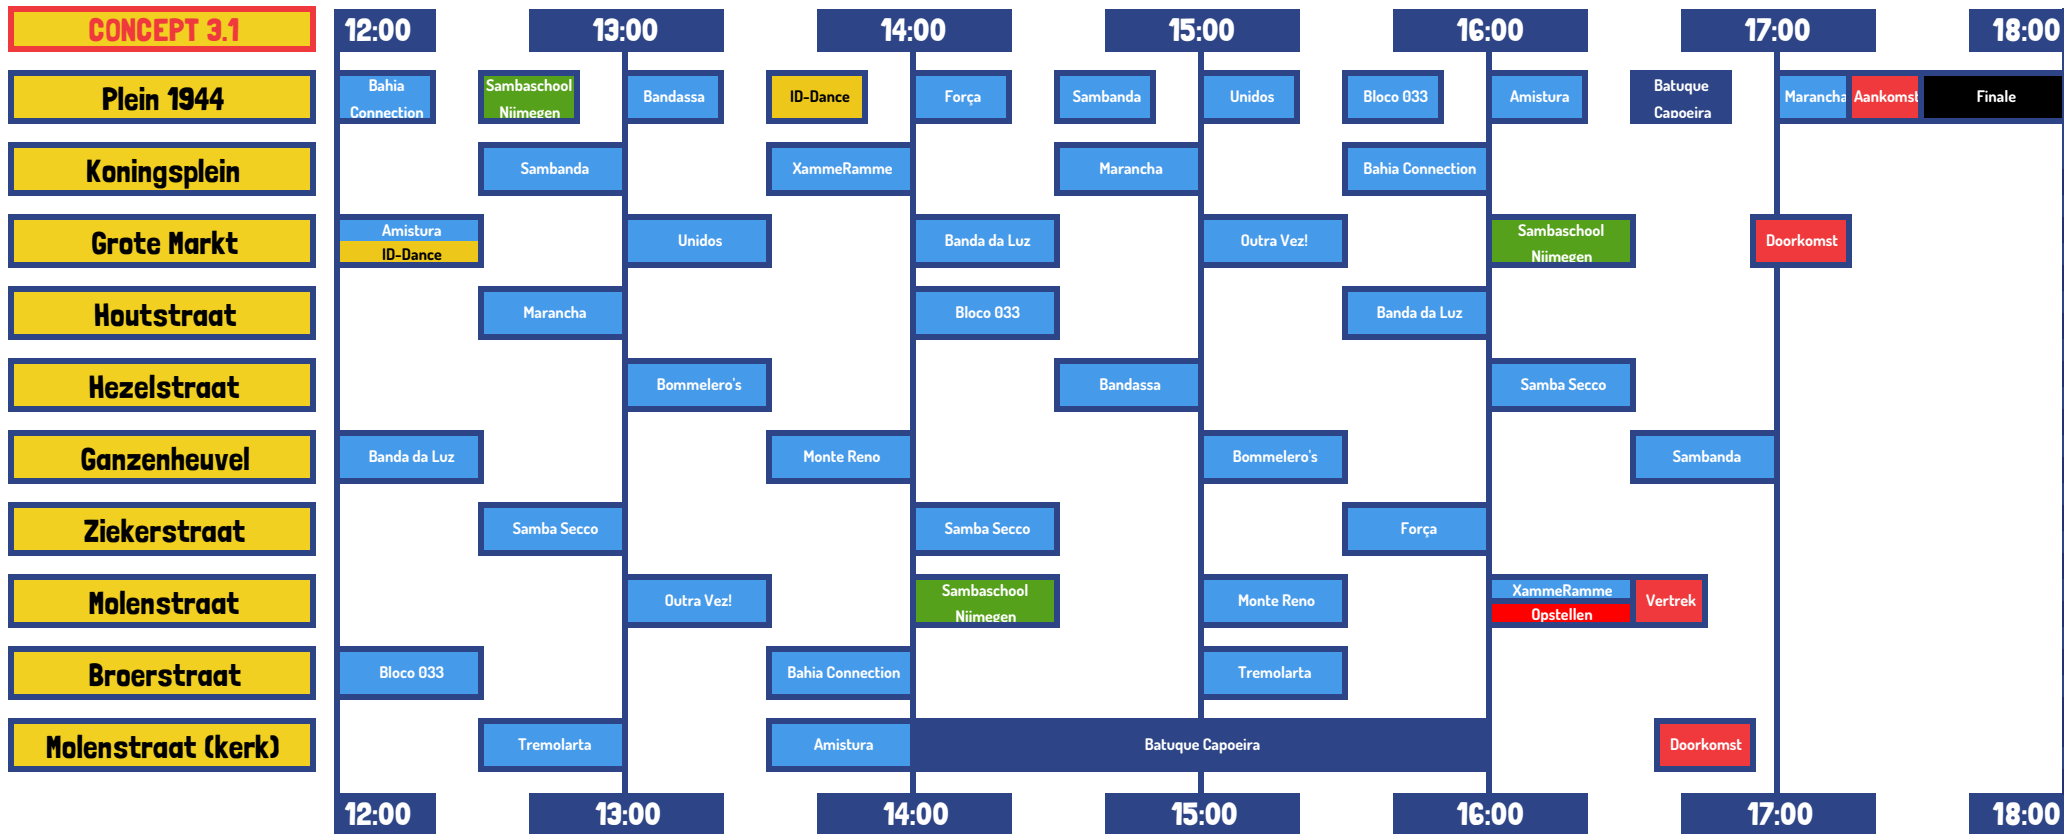 CONCEPT 3.1 12:00 13:00 14:00 15:00 16:00 17:00 18:00
Plein 1944 Bahia Connection Sambaschool Nijmegen Bandassa ID-Dance Força Sambanda Unidos Bloco 033 Amistura Batuque Capoeira Marancha Aankomst Finale
Koningsplein Sambanda XammeRamme Marancha Bahia Connection
Grote Markt Amistura ID-Dance Unidos Banda da Luz Outra Vez! Sambaschool Nijmegen Doorkomst
Houtstraat Marancha Bloco 033 Banda da Luz
Hezelstraat Bommelero's Bandassa Samba Secco
Ganzenheuvel Banda da Luz Monte Reno Bommelero's Sambanda
Ziekerstraat Samba Secco Samba Secco Força
Molenstraat Outra Vez! Sambaschool Nijmegen Monte Reno XammeRamme Opstellen Vertrek
Broerstraat Bloco 033 Bahia Connection Tremolarta
Molenstraat (kerk) Tremolarta Amistura Batuque Capoeira Doorkomst
12:00 13:00 14:00 15:00 16:00 17:00 18:00